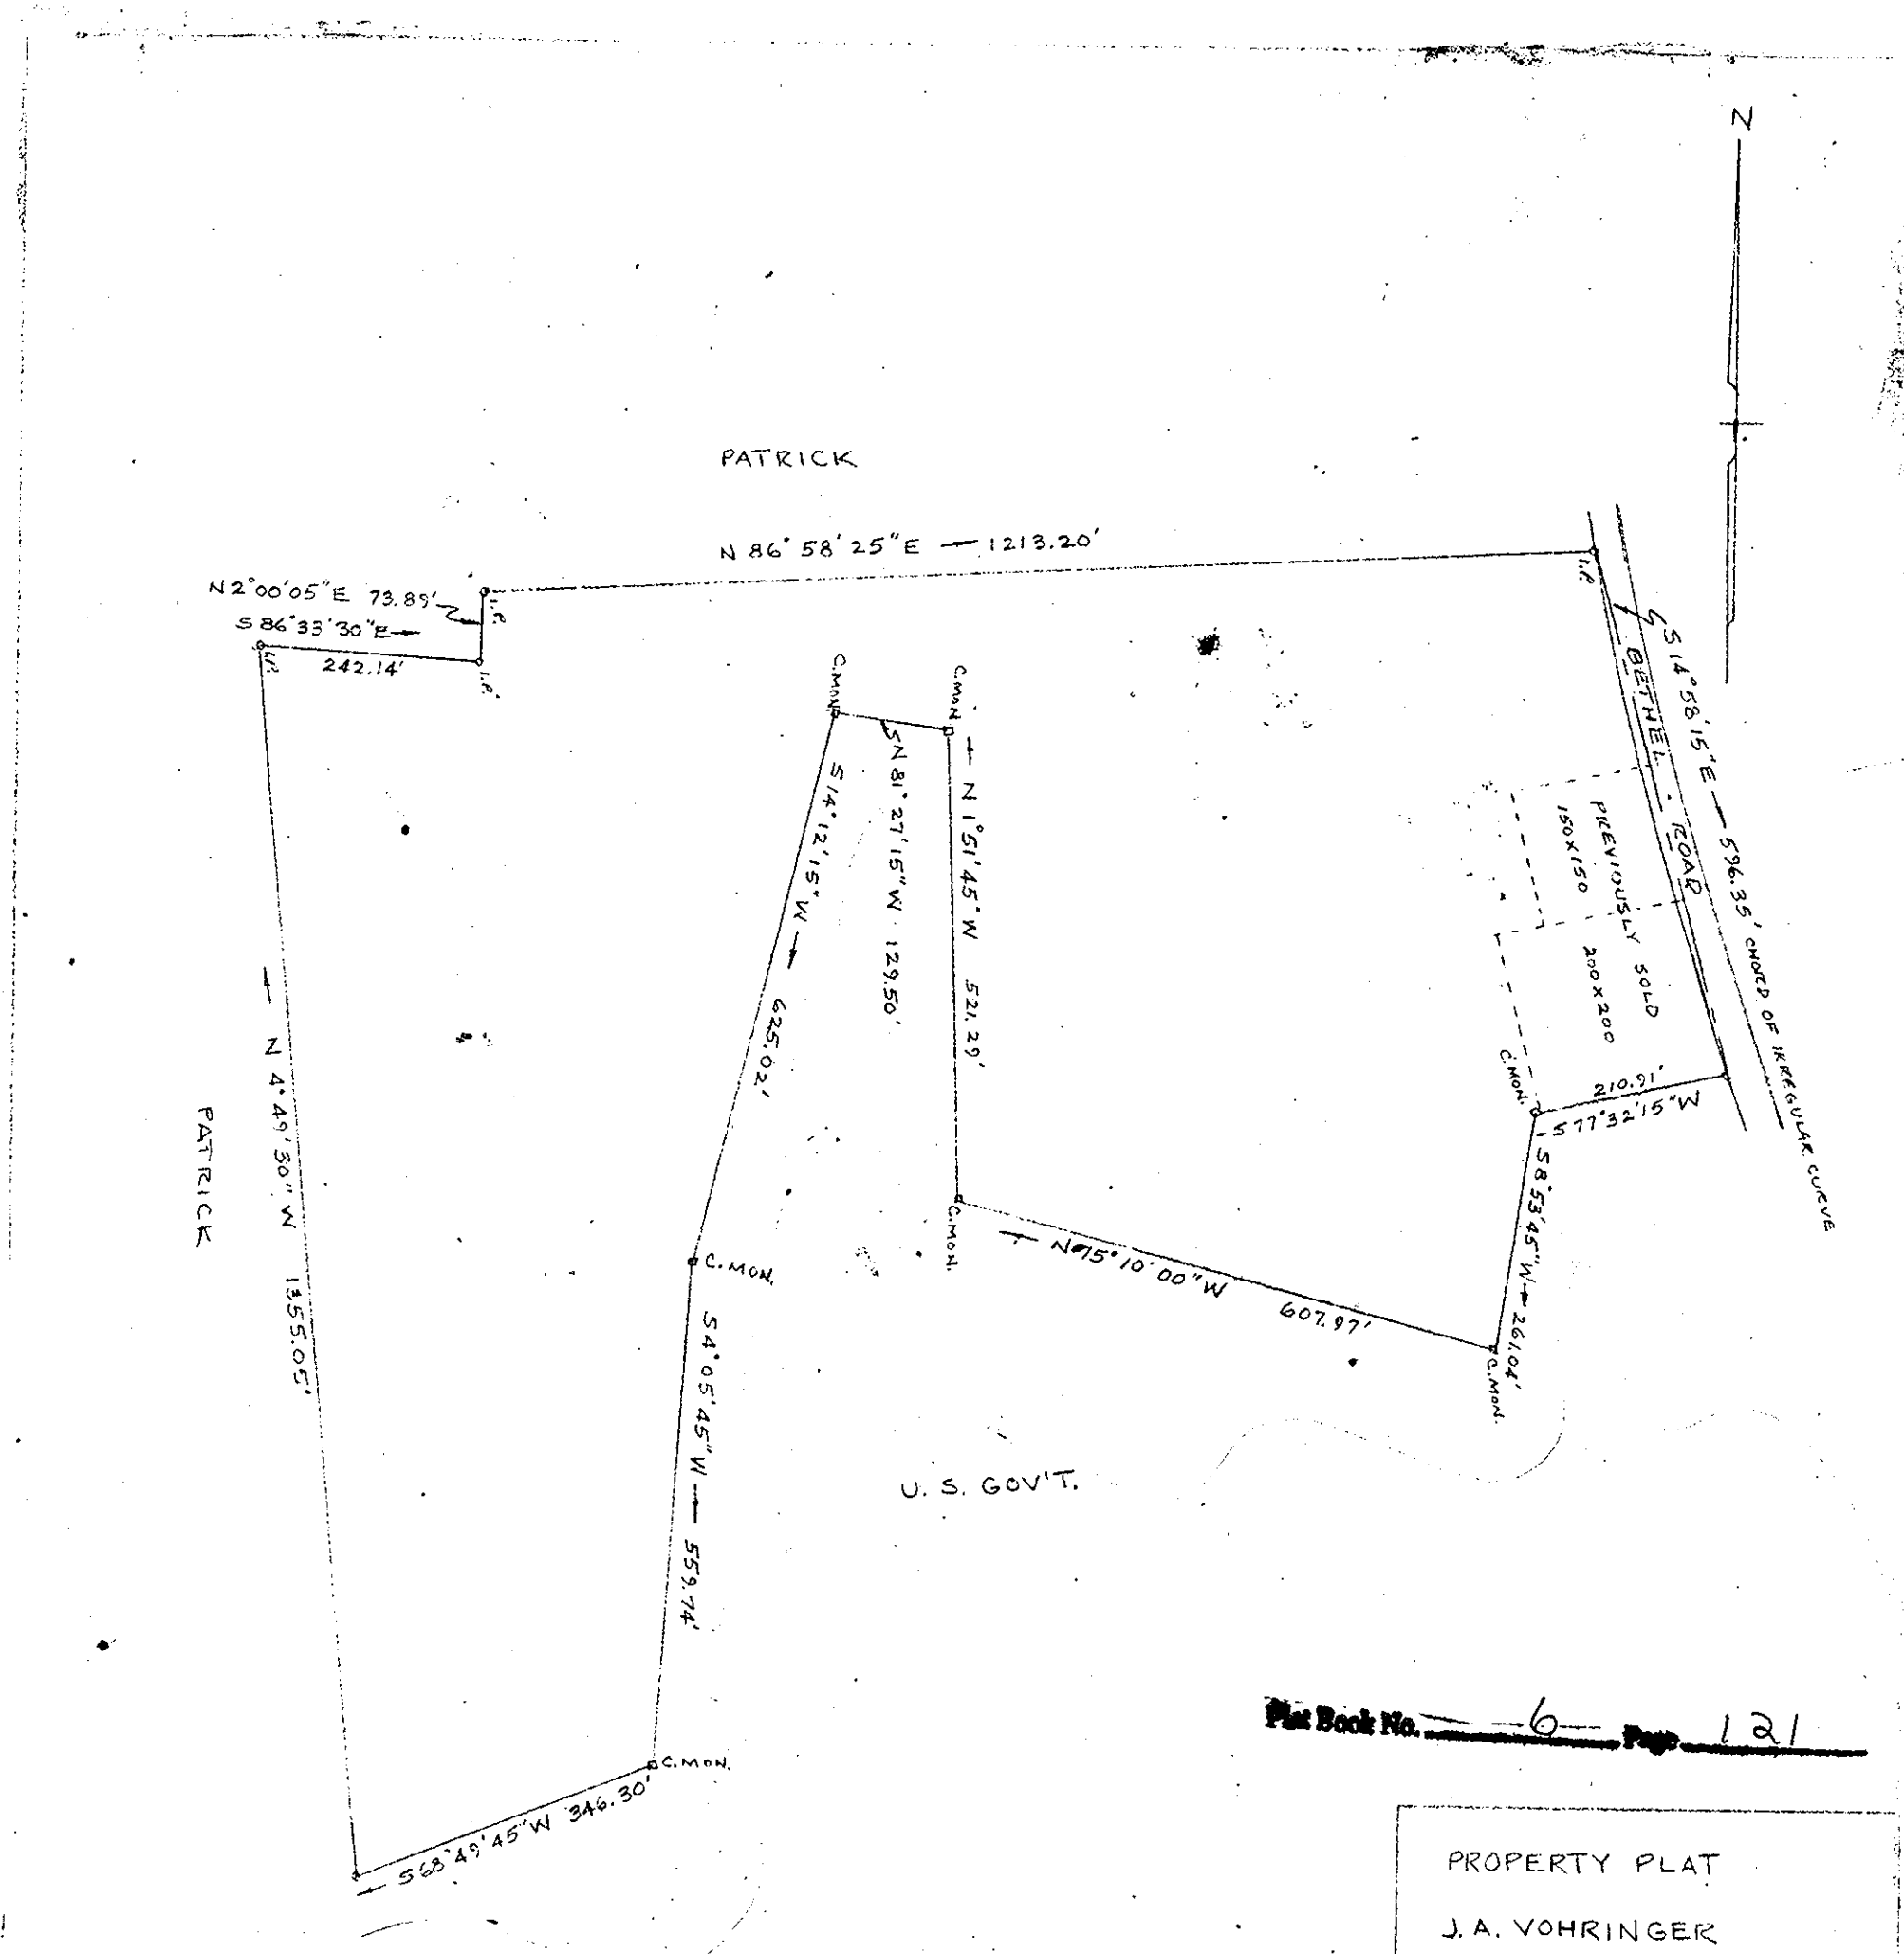 N
PATRICK
N 86° 58' 25" E — 1213.20'
N 2° 00' 05" E 73.89'
S 86° 33' 30" E
242.14'
I.P.
I.P.
I.P.
I.P.
S 14° 58' 15" E — 596.35' CHORD OF IRREGULAR CURVE
BETHEL ROAD
PREVIOUSLY SOLD
150X150 200X200
C.MON.
C.MON.
N 1° 51' 45" W 521.29'
N 81° 27' 15" W 129.50'
S 14° 12' 15" W — 625.02'
C.MON.
210.91'
S 77° 32' 15" W
S 8° 53' 45" W 261.04'
N 4° 49' 30" W 1355.05'
PATRICK
C.MON.
C.MON.
N 75° 10' 00" W 607.97'
C.MON.
S 4° 05' 45" W — 559.74'
U. S. GOV'T.
Plat Book No. 6 Page 121
C.MON.
S 68° 49' 45" W 346.30'
PROPERTY PLAT
J. A. VOHRINGER